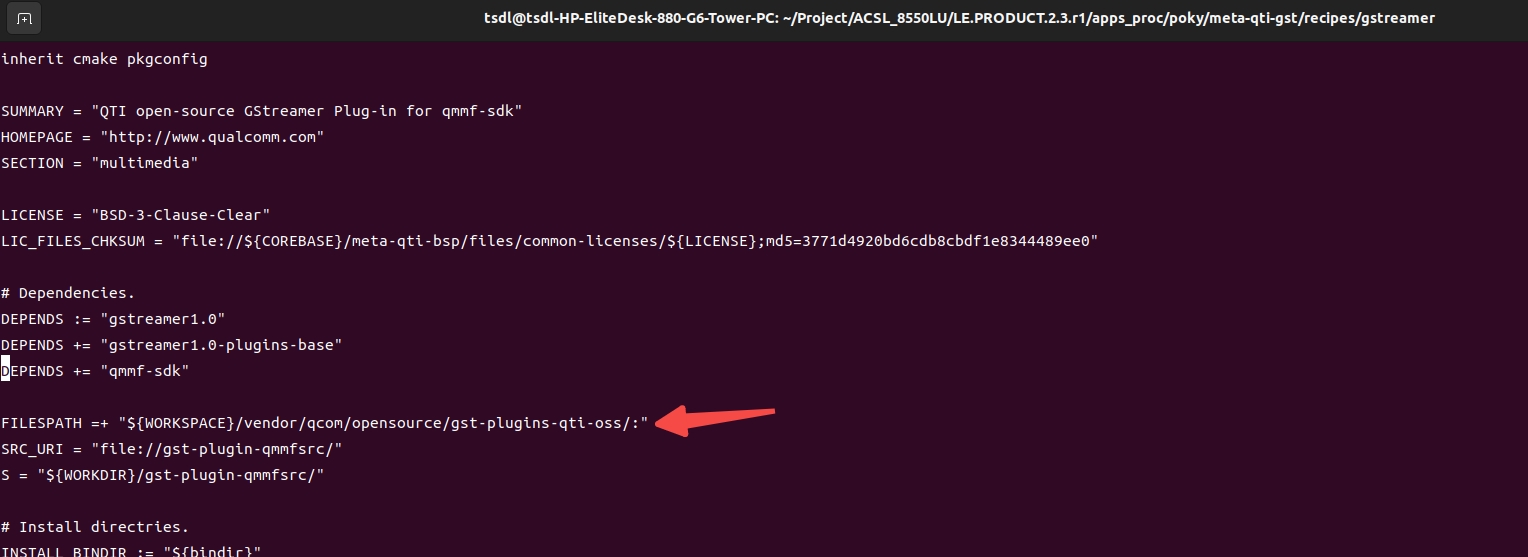 tsdl@tsdl-HP-EliteDesk-880-G6-Tower-PC: ~/Project/ACSL_8550LU/LE.PRODUCT.2.3.r1/apps_proc/poky/meta-qti-gst/recipes/gstreamer
inherit cmake pkgconfig
SUMMARY = "QTI open-source GStreamer Plug-in for qmmf-sdk"
HOMEPAGE = "http://www.qualcomm.com"
SECTION = "multimedia"
LICENSE = "BSD-3-Clause-Clear"
LIC_FILES_CHKSUM = "file://${COREBASE}/meta-qti-bsp/files/common-licenses/${LICENSE};md5=3771d4920bd6cdb8cbdf1e8344489ee0"
# Dependencies.
DEPENDS := "gstreamer1.0"
DEPENDS += "gstreamer1.0-plugins-base"
DEPENDS += "qmmf-sdk"
FILESPATH =+ "${WORKSPACE}/vendor/qcom/opensource/gst-plugins-qti-oss/:"
SRC_URI = "file://gst-plugin-qmmfsrc/"
S = "${WORKDIR}/gst-plugin-qmmfsrc/"
# Install directries.
INSTALL_BINDIR := "${bindir}"